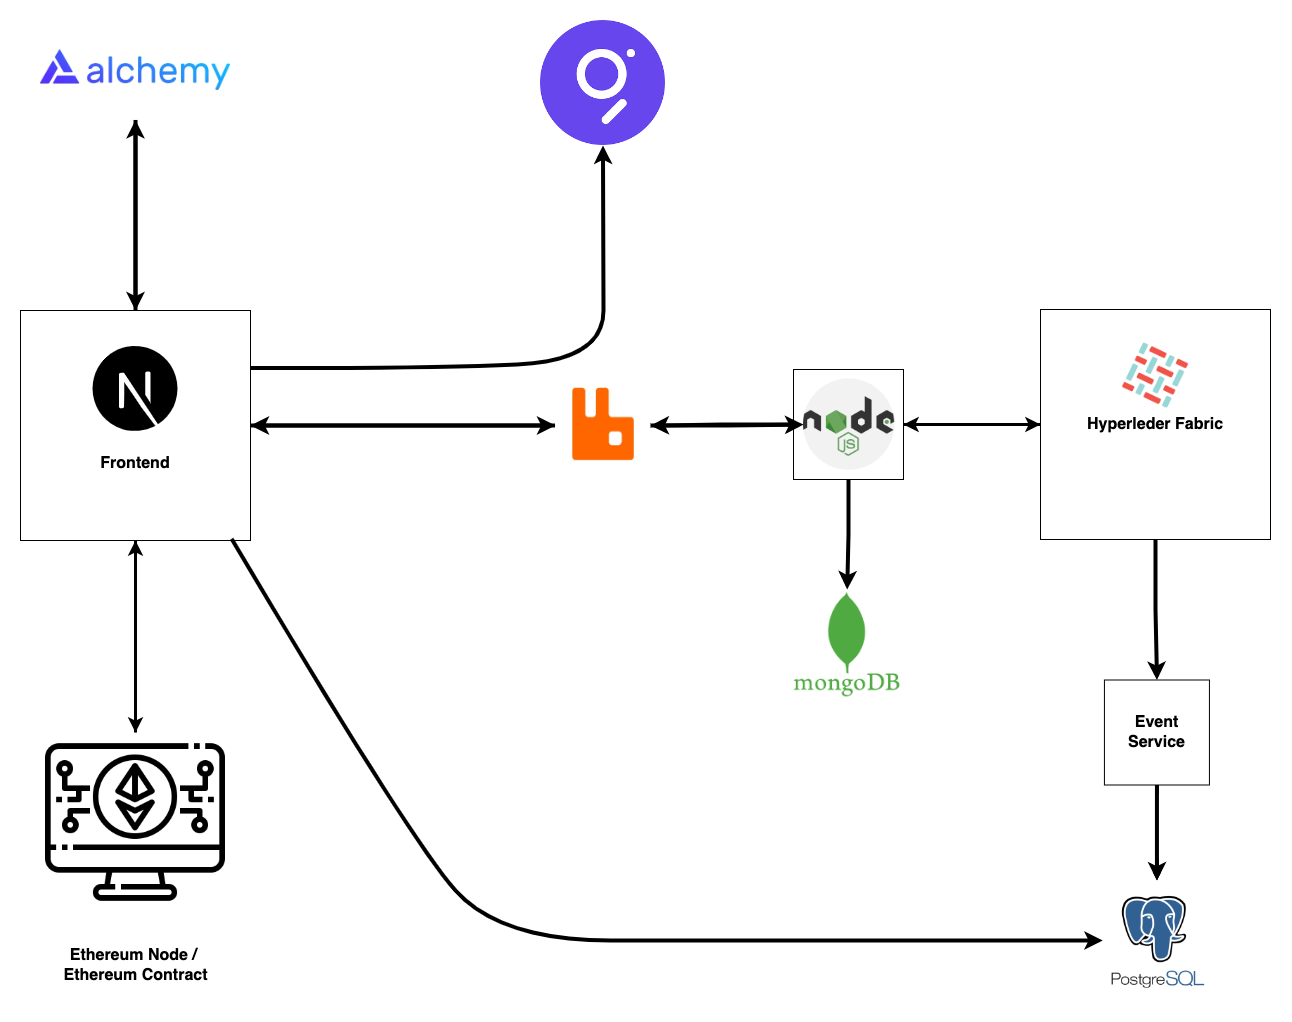 alchemy
N
Frontend
node
JS
Hyperleder Fabric
mongoDB
Event
Service
Ethereum Node /
Ethereum Contract
PostgreSQL